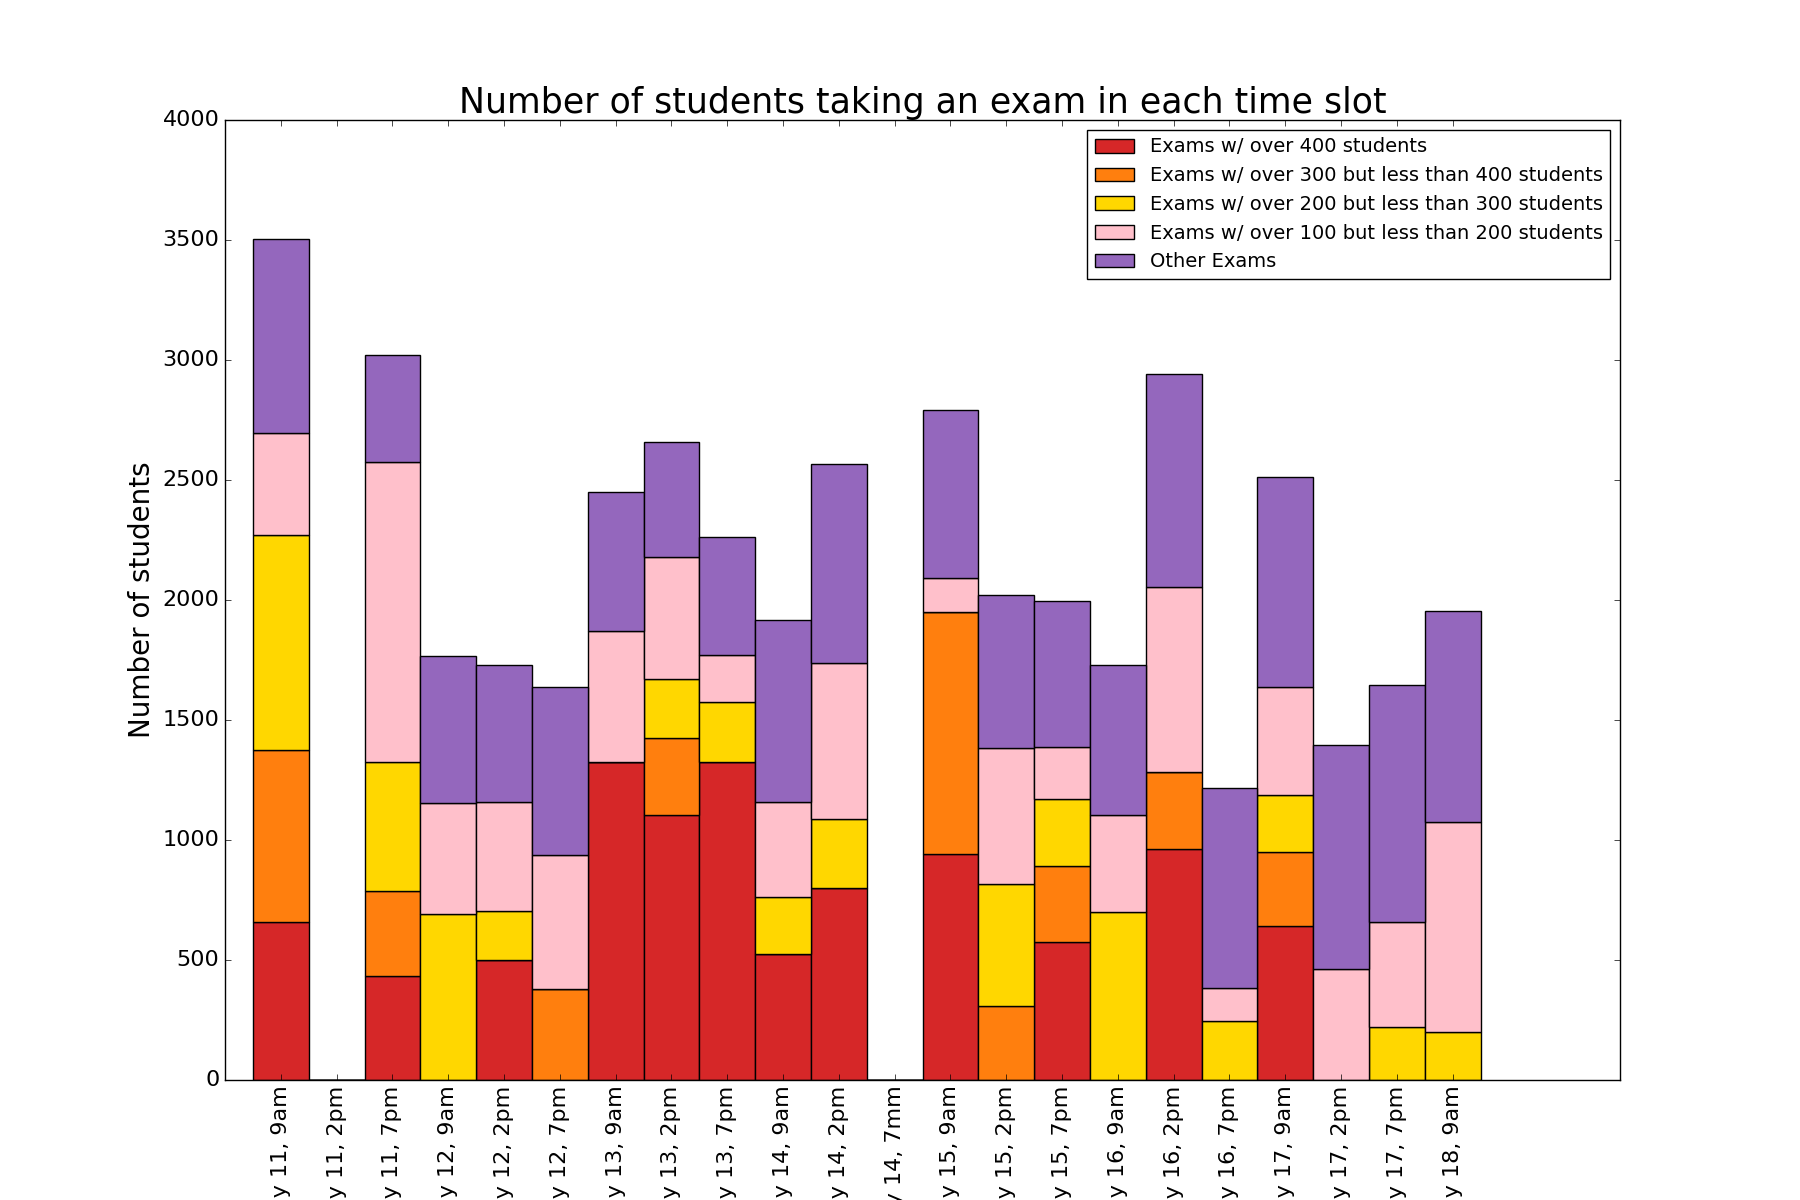 Number of students taking an exam in each time slot
Exams w/ over 400 students
Exams w/ over 300 but less than 400 students
Exams w/ over 200 but less than 300 students
Exams w/ over 100 but less than 200 students
Other Exams
Number of students
4000
3500
3000
2500
2000
1500
1000
500
0
y 11, 9am
y 11, 2pm
y 11, 7pm
y 12, 9am
y 12, 2pm
y 12, 7pm
y 13, 9am
y 13, 2pm
y 13, 7pm
y 14, 9am
y 14, 2pm
y 14, 7mm
y 15, 9am
y 15, 2pm
y 15, 7pm
y 16, 9am
y 16, 2pm
y 16, 7pm
y 17, 9am
y 17, 2pm
y 17, 7pm
y 18, 9am